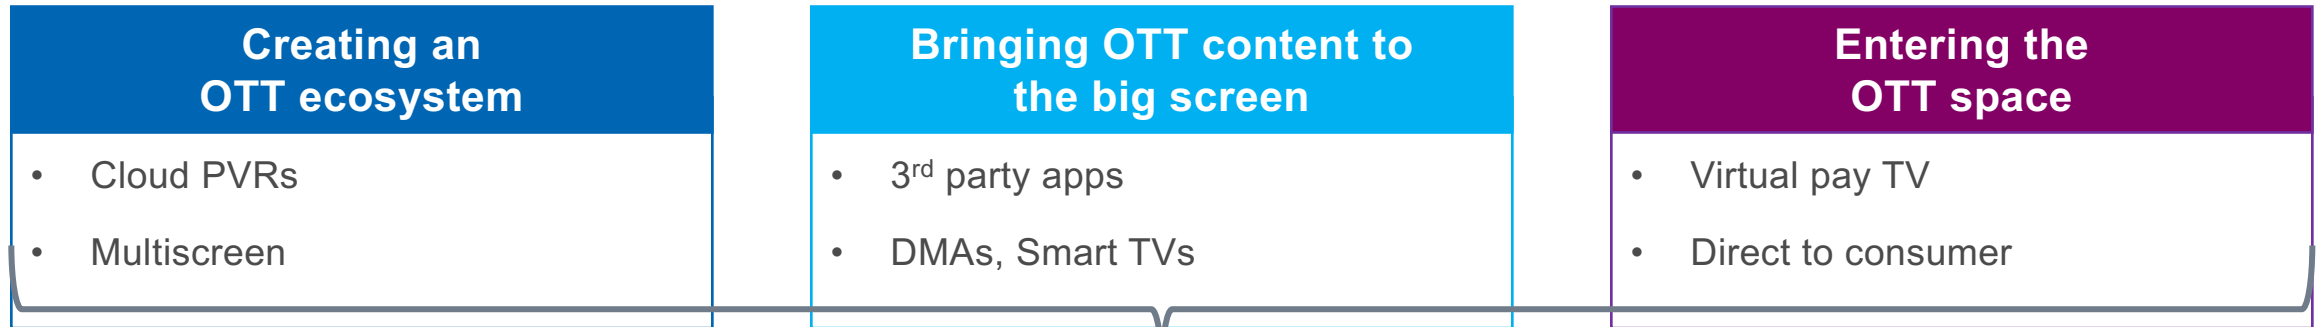 Creating an
OTT ecosystem
• Cloud PVRs
• Multiscreen
Bringing OTT content to
the big screen
• 3rd party apps
• DMAs, Smart TVs
Entering the
OTT space
• Virtual pay TV
• Direct to consumer